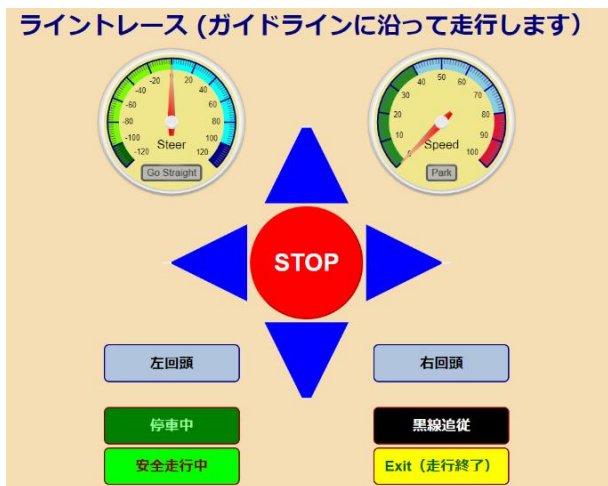 ライントレース (ガイドラインに沿って走行します)
-120 -100 -80 -60 -40 -20 0 20 40 60 80 100 120
Steer
Go Straight
0 10 20 30 40 50 60 70 80 90 100
Speed
Park
STOP
左回頭
右回頭
停車中
黒線追従
安全走行中
Exit（走行終了）